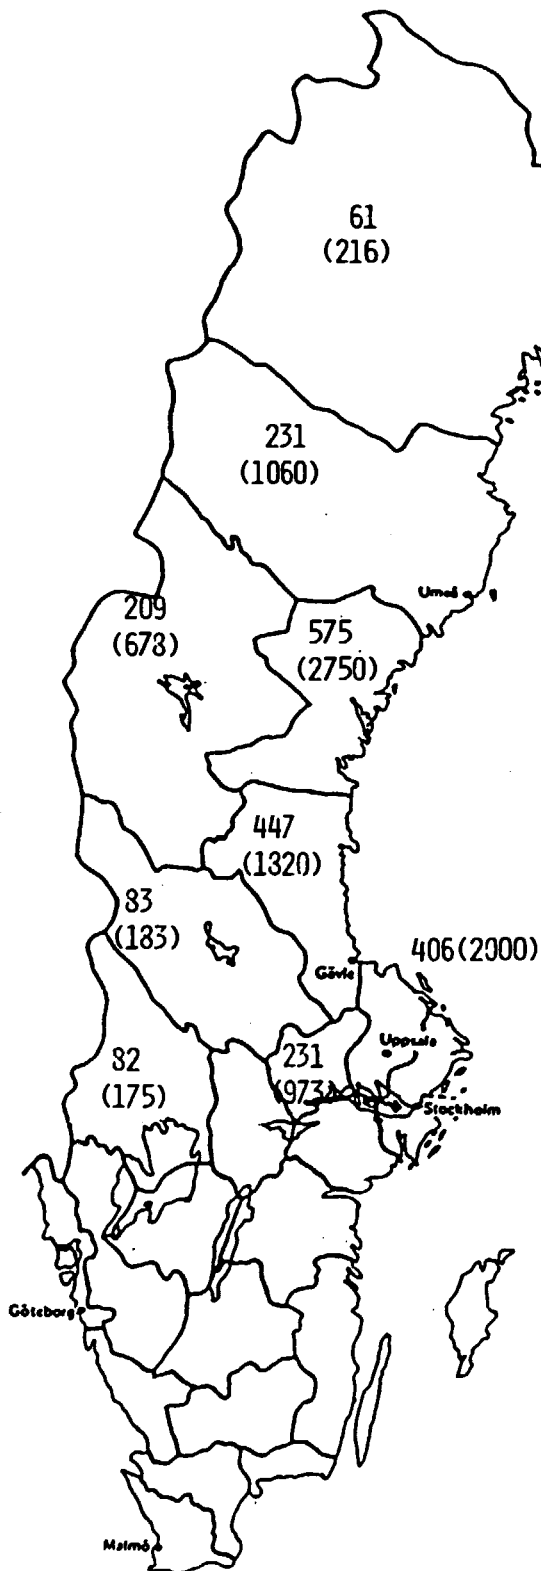 61
(216)
231
(1060)
Umeå
209
(678)
575
(2750)
447
(1320)
83
(183)
406(2000)
Gävle
Uppsala
82
(175)
231
(973)
Stockholm
Göteborg
Malmö